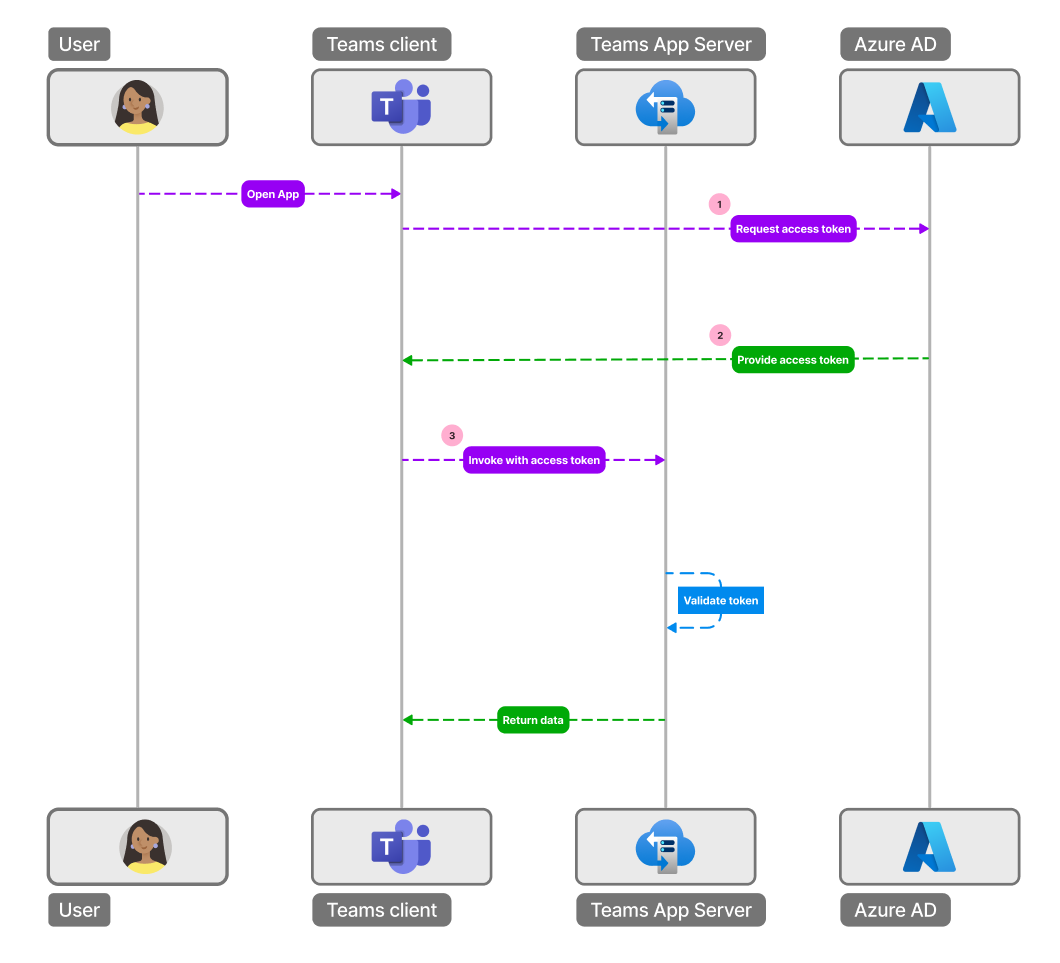 User
Teams client
Teams App Server
Azure AD
T
Open App
1
Request access token
2
Provide access token
3
Invoke with access token
Validate token
Return data
T
User
Teams client
Teams App Server
Azure AD